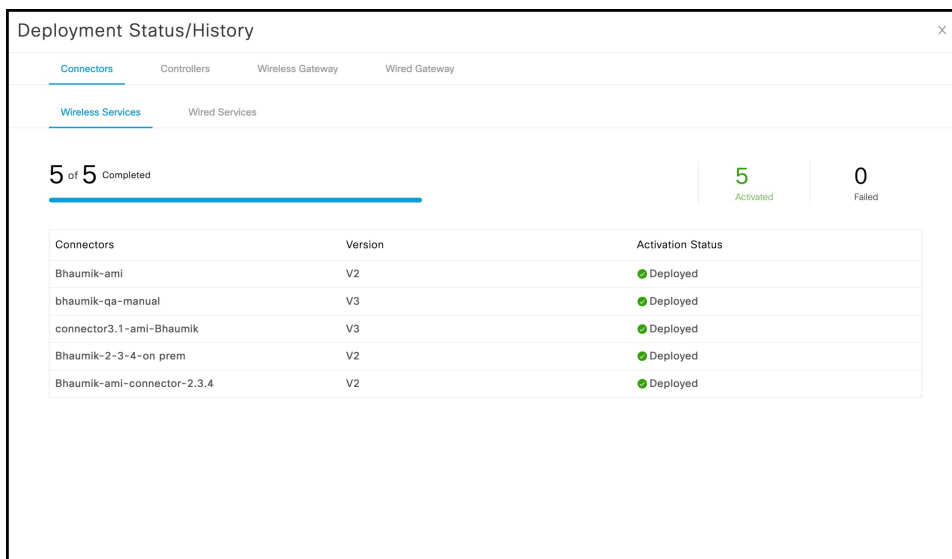 Deployment Status/History
Connectors Controllers Wireless Gateway Wired Gateway
Wireless Services Wired Services
5 of 5 Completed
5 Activated
0 Failed
Connectors Version Activation Status
Bhaumik-ami V2 Deployed
bhaumik-qa-manual V3 Deployed
connector3.1-ami-Bhaumik V3 Deployed
Bhaumik-2-3-4-on prem V2 Deployed
Bhaumik-ami-connector-2.3.4 V2 Deployed